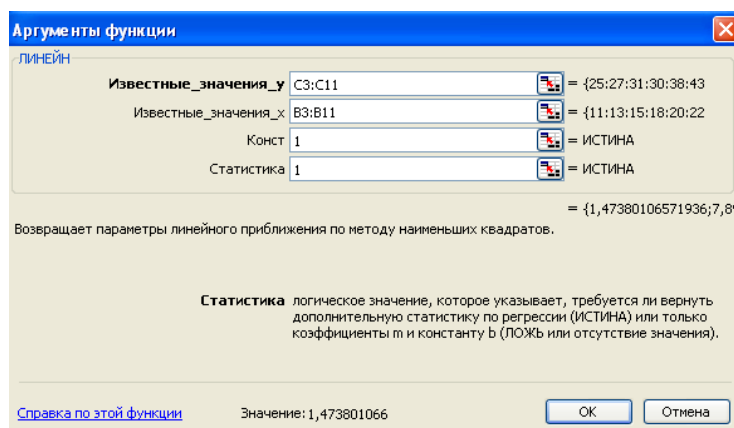 Аргументы функции
ЛИНЕЙН
Известные_значения_y C3:C11 = {25:27:31:30:38:43
Известные_значения_x B3:B11 = {11:13:15:18:20:22
Конст 1 = ИСТИНА
Статистика 1 = ИСТИНА
= {1,47380106571936;7,8
Возвращает параметры линейного приближения по методу наименьших квадратов.
Статистика логическое значение, которое указывает, требуется ли вернуть
дополнительную статистику по регрессии (ИСТИНА) или только
коэффициенты m и константу b (ЛОЖЬ или отсутствие значения).
Справка по этой функции Значение: 1,473801066 OK Отмена